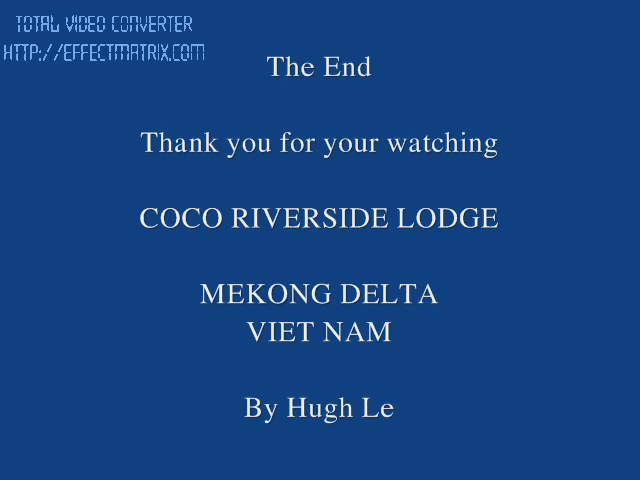 TOTAL VIDEO CONVERTER
HTTP://EFFECTMATRIX.COM
The End
Thank you for your watching
COCO RIVERSIDE LODGE
MEKONG DELTA
VIET NAM
By Hugh Le